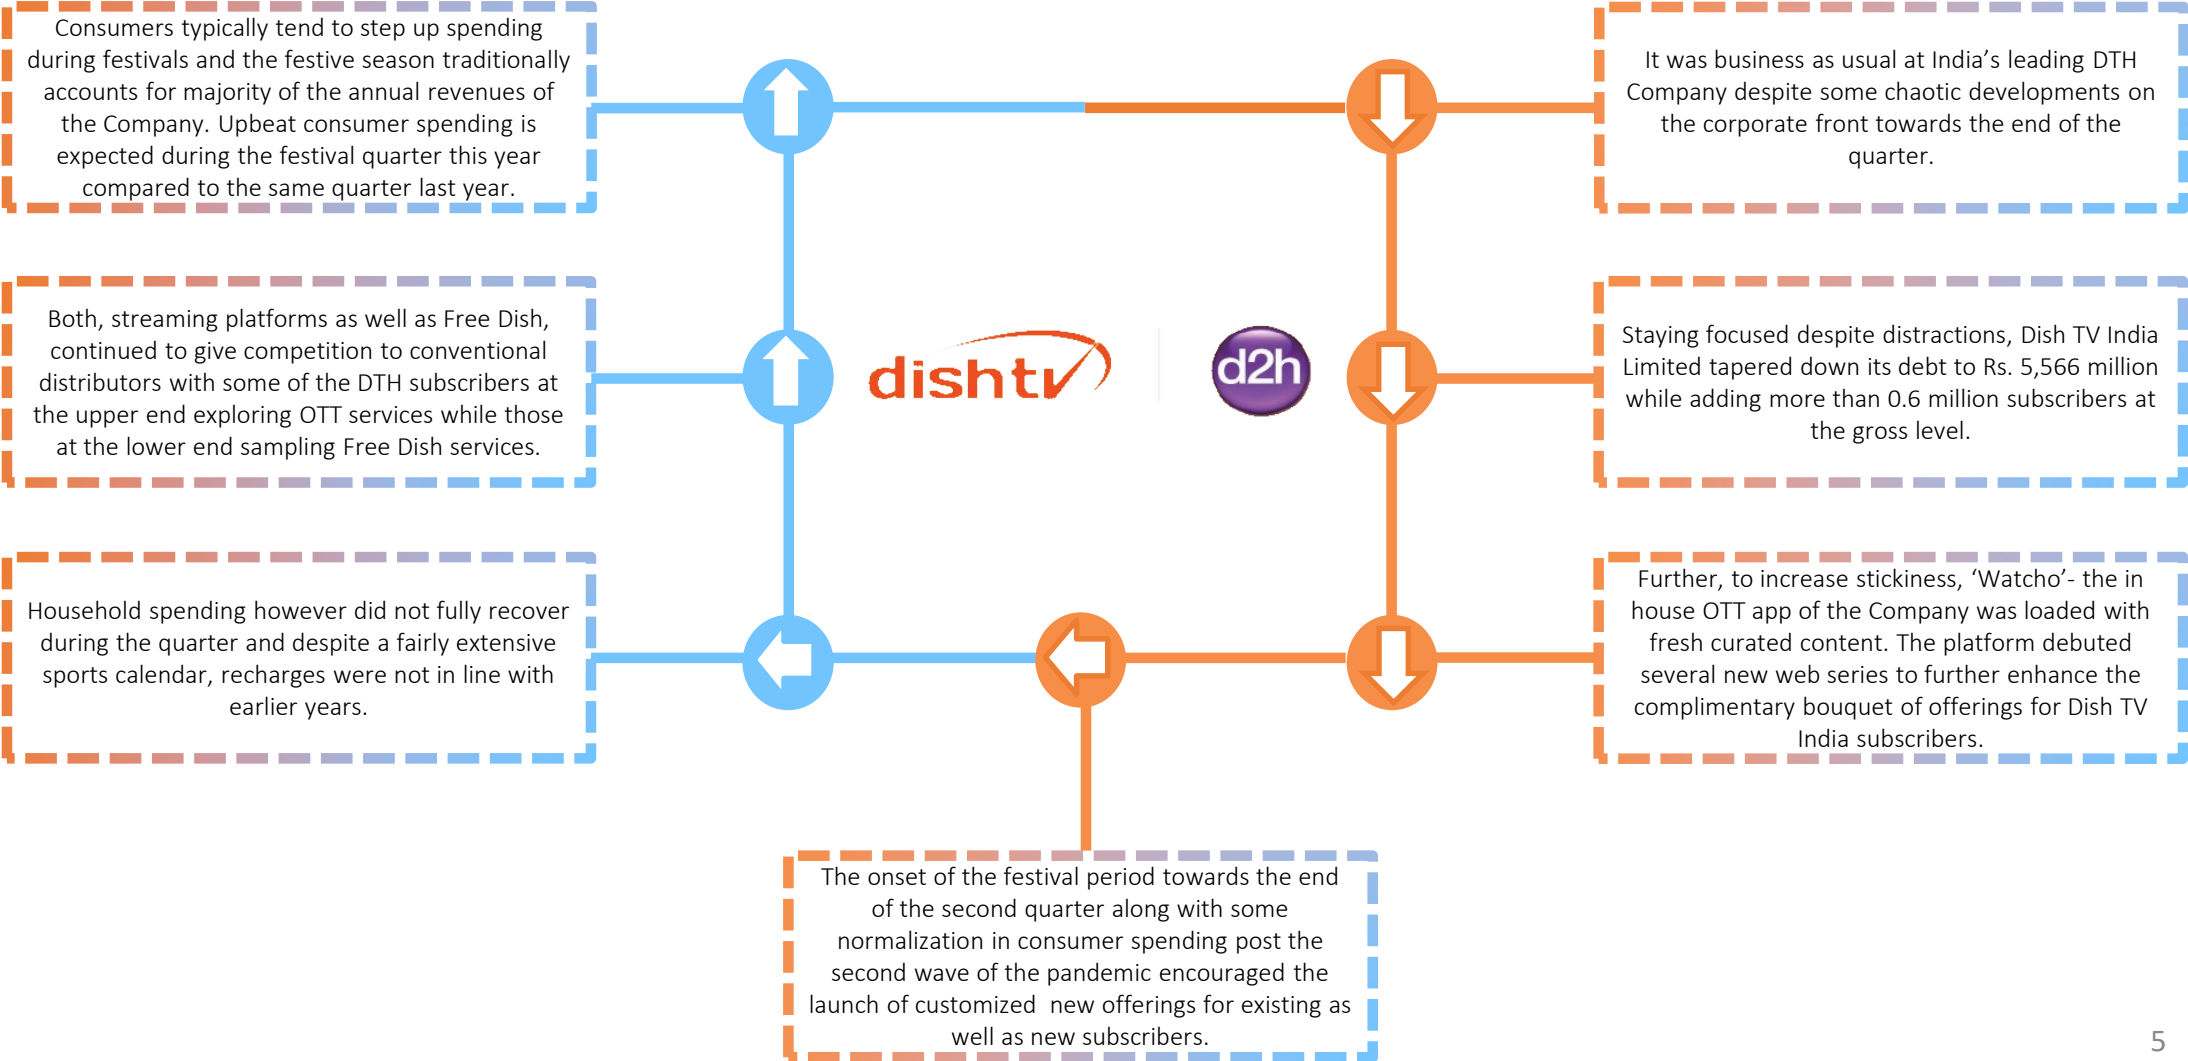 Consumers typically tend to step up spending
during festivals and the festive season traditionally
accounts for majority of the annual revenues of
the Company. Upbeat consumer spending is
expected during the festival quarter this year
compared to the same quarter last year.
It was business as usual at India’s leading DTH
Company despite some chaotic developments on
the corporate front towards the end of the
quarter.
Both, streaming platforms as well as Free Dish,
continued to give competition to conventional
distributors with some of the DTH subscribers at
the upper end exploring OTT services while those
at the lower end sampling Free Dish services.
dishtv
d2h
Staying focused despite distractions, Dish TV India
Limited tapered down its debt to Rs. 5,566 million
while adding more than 0.6 million subscribers at
the gross level.
Household spending however did not fully recover
during the quarter and despite a fairly extensive
sports calendar, recharges were not in line with
earlier years.
Further, to increase stickiness, ‘Watcho’- the in
house OTT app of the Company was loaded with
fresh curated content. The platform debuted
several new web series to further enhance the
complimentary bouquet of offerings for Dish TV
India subscribers.
The onset of the festival period towards the end
of the second quarter along with some
normalization in consumer spending post the
second wave of the pandemic encouraged the
launch of customized  new offerings for existing as
well as new subscribers.
5